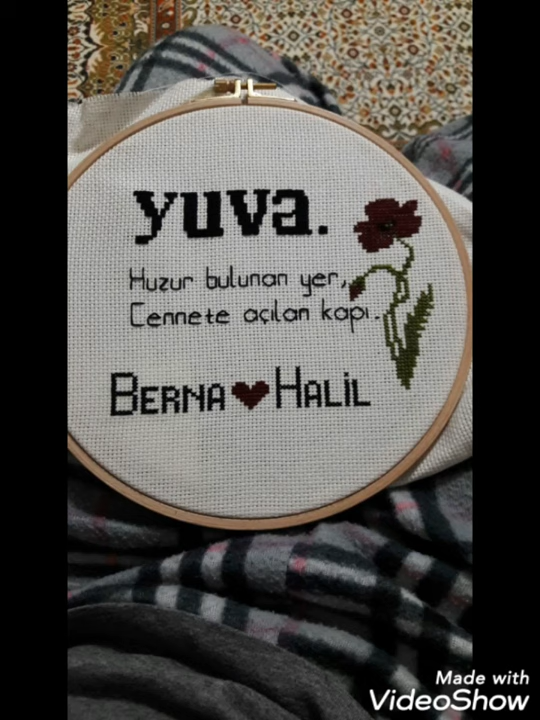 yuva.
Huzur bulunan yer,
Cennete açılan kapı.
BERNA HALİL
Made with
VideoShow